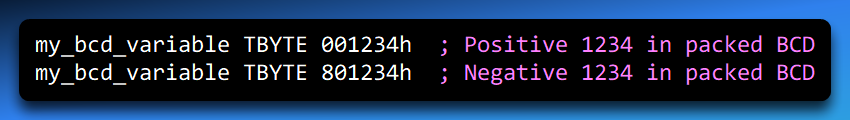 my_bcd_variable TBYTE 001234h  ; Positive 1234 in packed BCD
my_bcd_variable TBYTE 801234h  ; Negative 1234 in packed BCD